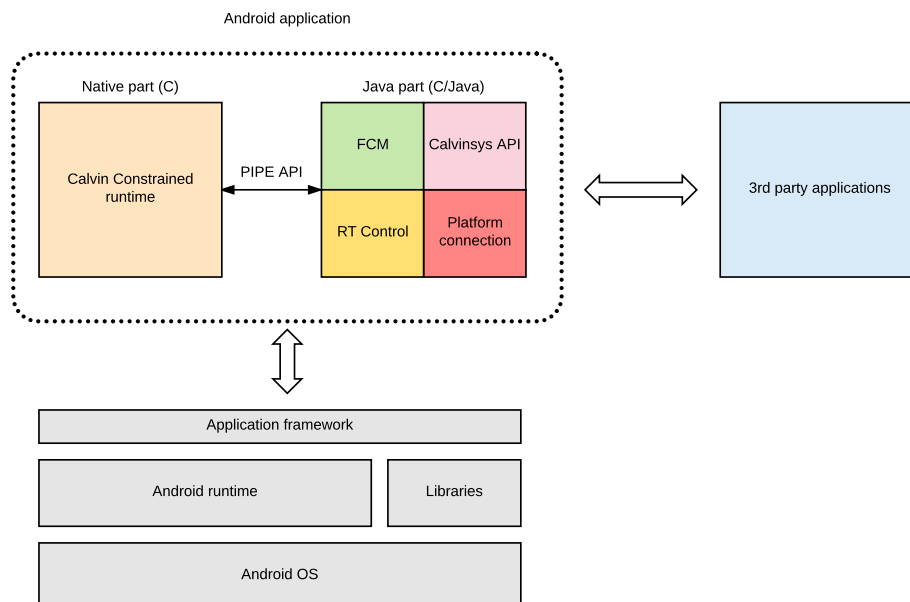 Android application
Native part (C)
Java part (C/Java)
Calvin Constrained
runtime
PIPE API
FCM
Calvinsys API
RT Control
Platform
connection
3rd party applications
Application framework
Android runtime
Libraries
Android OS